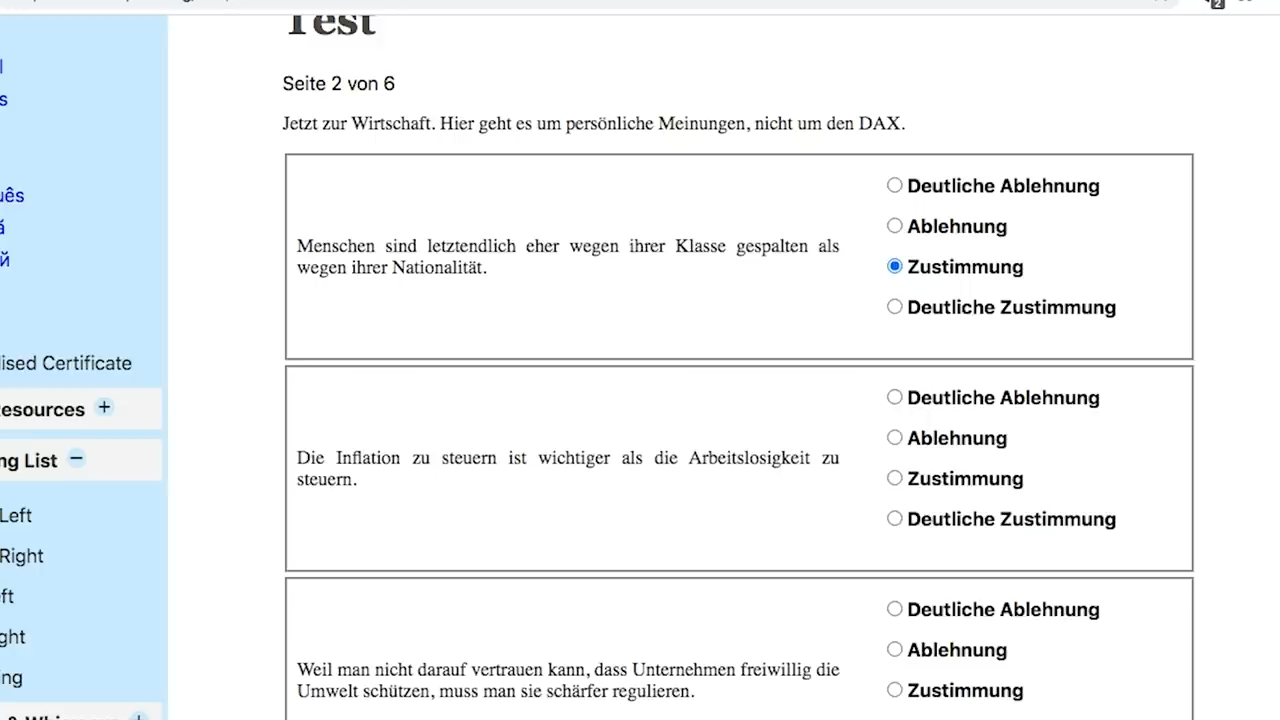 Test
Seite 2 von 6
Jetzt zur Wirtschaft. Hier geht es um persönliche Meinungen, nicht um den DAX.
Menschen sind letztendlich eher wegen ihrer Klasse gespalten als
wegen ihrer Nationalität.
Deutliche Ablehnung
Ablehnung
Zustimmung
Deutliche Zustimmung
Die Inflation zu steuern ist wichtiger als die Arbeitslosigkeit zu
steuern.
Deutliche Ablehnung
Ablehnung
Zustimmung
Deutliche Zustimmung
Weil man nicht darauf vertrauen kann, dass Unternehmen freiwillig die
Umwelt schützen, muss man sie schärfer regulieren.
Deutliche Ablehnung
Ablehnung
Zustimmung
l
s
uês
ă
й
ised Certificate
esources +
ng List −
Left
Right
ft
ght
ng
2